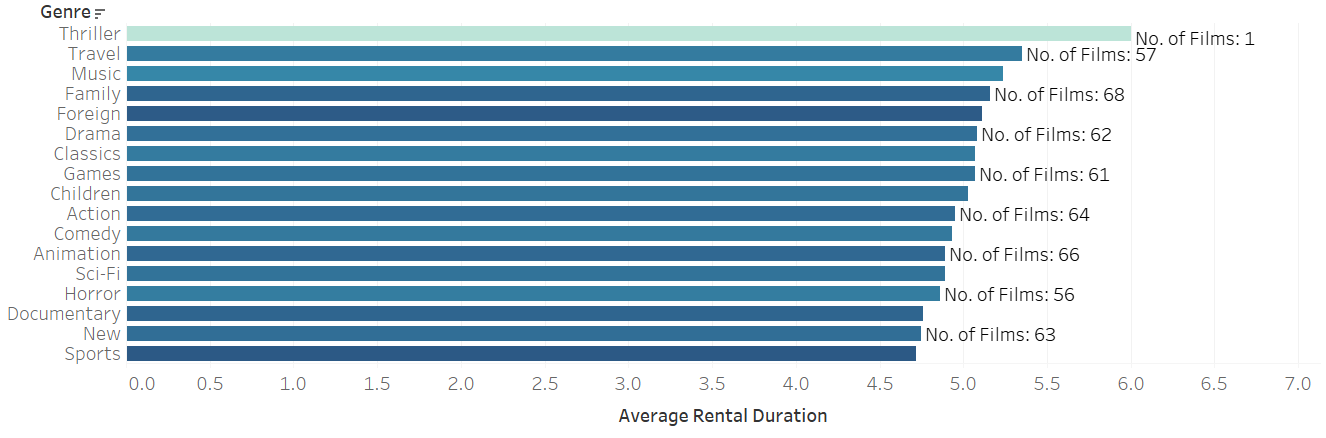 Genre
Thriller No. of Films: 1
Travel No. of Films: 57
Music
Family No. of Films: 68
Foreign
Drama No. of Films: 62
Classics
Games No. of Films: 61
Children
Action No. of Films: 64
Comedy
Animation No. of Films: 66
Sci-Fi
Horror No. of Films: 56
Documentary
New No. of Films: 63
Sports
0.0 0.5 1.0 1.5 2.0 2.5 3.0 3.5 4.0 4.5 5.0 5.5 6.0 6.5 7.0
Average Rental Duration